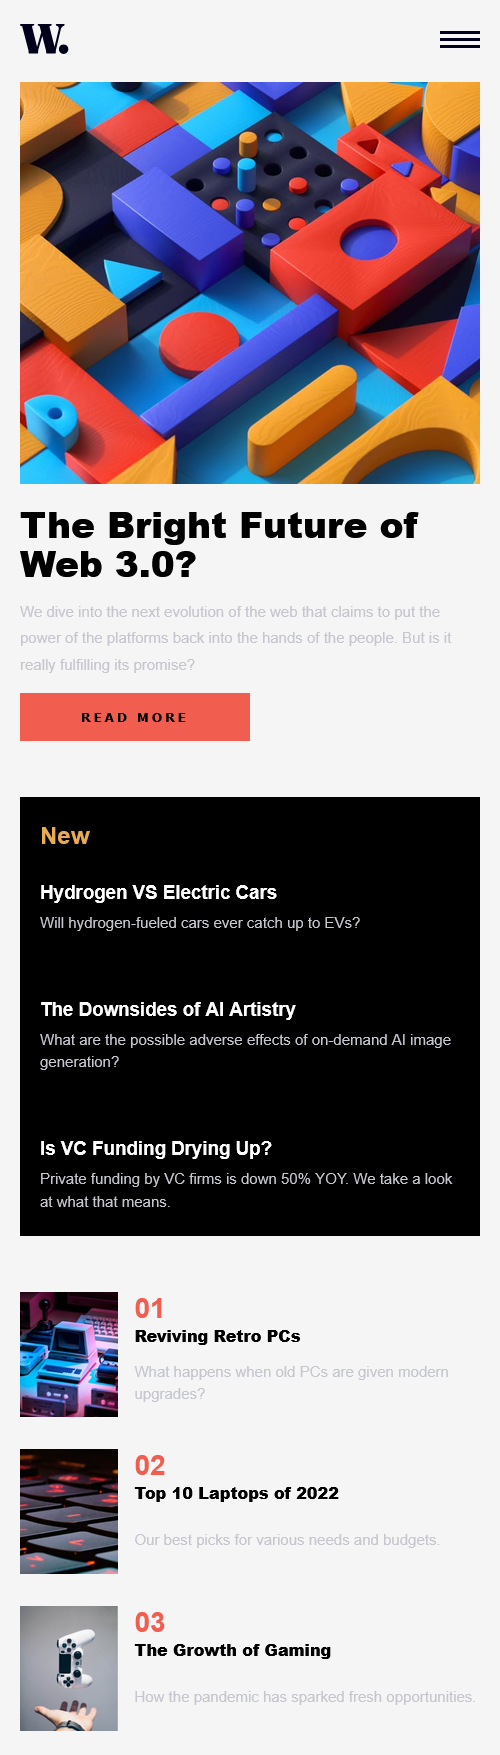 W.
The Bright Future of
Web 3.0?
We dive into the next evolution of the web that claims to put the
power of the platforms back into the hands of the people. But is it
really fulfilling its promise?
READ MORE
New
Hydrogen VS Electric Cars
Will hydrogen-fueled cars ever catch up to EVs?
The Downsides of AI Artistry
What are the possible adverse effects of on-demand AI image
generation?
Is VC Funding Drying Up?
Private funding by VC firms is down 50% YOY. We take a look
at what that means.
01
Reviving Retro PCs
What happens when old PCs are given modern
upgrades?
02
Top 10 Laptops of 2022
Our best picks for various needs and budgets.
03
The Growth of Gaming
How the pandemic has sparked fresh opportunities.